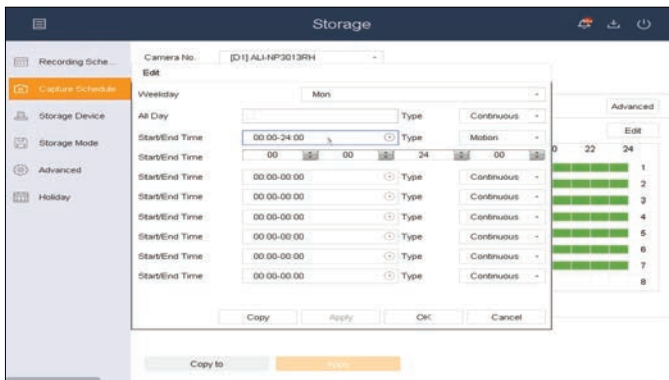 Storage
Recording Sche...
Capture Schedule
Storage Device
Storage Mode
Advanced
Holiday
Camera No. [D1] ALI-NP3013RH
Edit
Weekday Mon
All Day Type Continuous
Start/End Time 00:00-24:00 Type Motion
Start/End Time 00 00 24 00
Start/End Time 00:00-00:00 Type Continuous
Start/End Time 00:00-00:00 Type Continuous
Start/End Time 00:00-00:00 Type Continuous
Start/End Time 00:00-00:00 Type Continuous
Start/End Time 00:00-00:00 Type Continuous
Start/End Time 00:00-00:00 Type Continuous
Copy Apply OK Cancel
Advanced
Edit
0 22 24
1
2
3
4
5
6
7
8
Copy to Apply